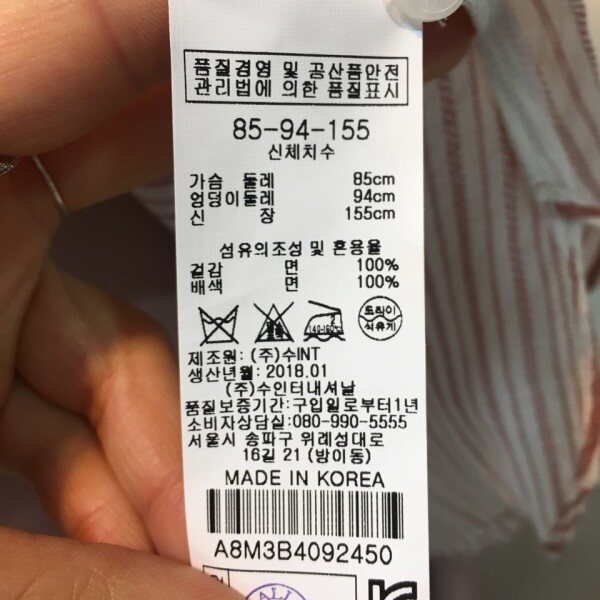 품질경영 및 공산품안전
관리법에 의한 품질표시
85-94-155
신체치수
가슴 둘레 85cm
엉덩이둘레 94cm
신 장 155cm
섬유의조성 및 혼용율
겉감 면 100%
배색 면 100%
140-160℃
드라이
석유계
제조원: (주)수INT
생산년월: 2018.01
(주)수인터내셔날
품질보증기간:구입일로부터1년
소비자상담실:080-990-5555
서울시 송파구 위례성대로
16길 21 (방이동)
MADE IN KOREA
A8M3B4092450